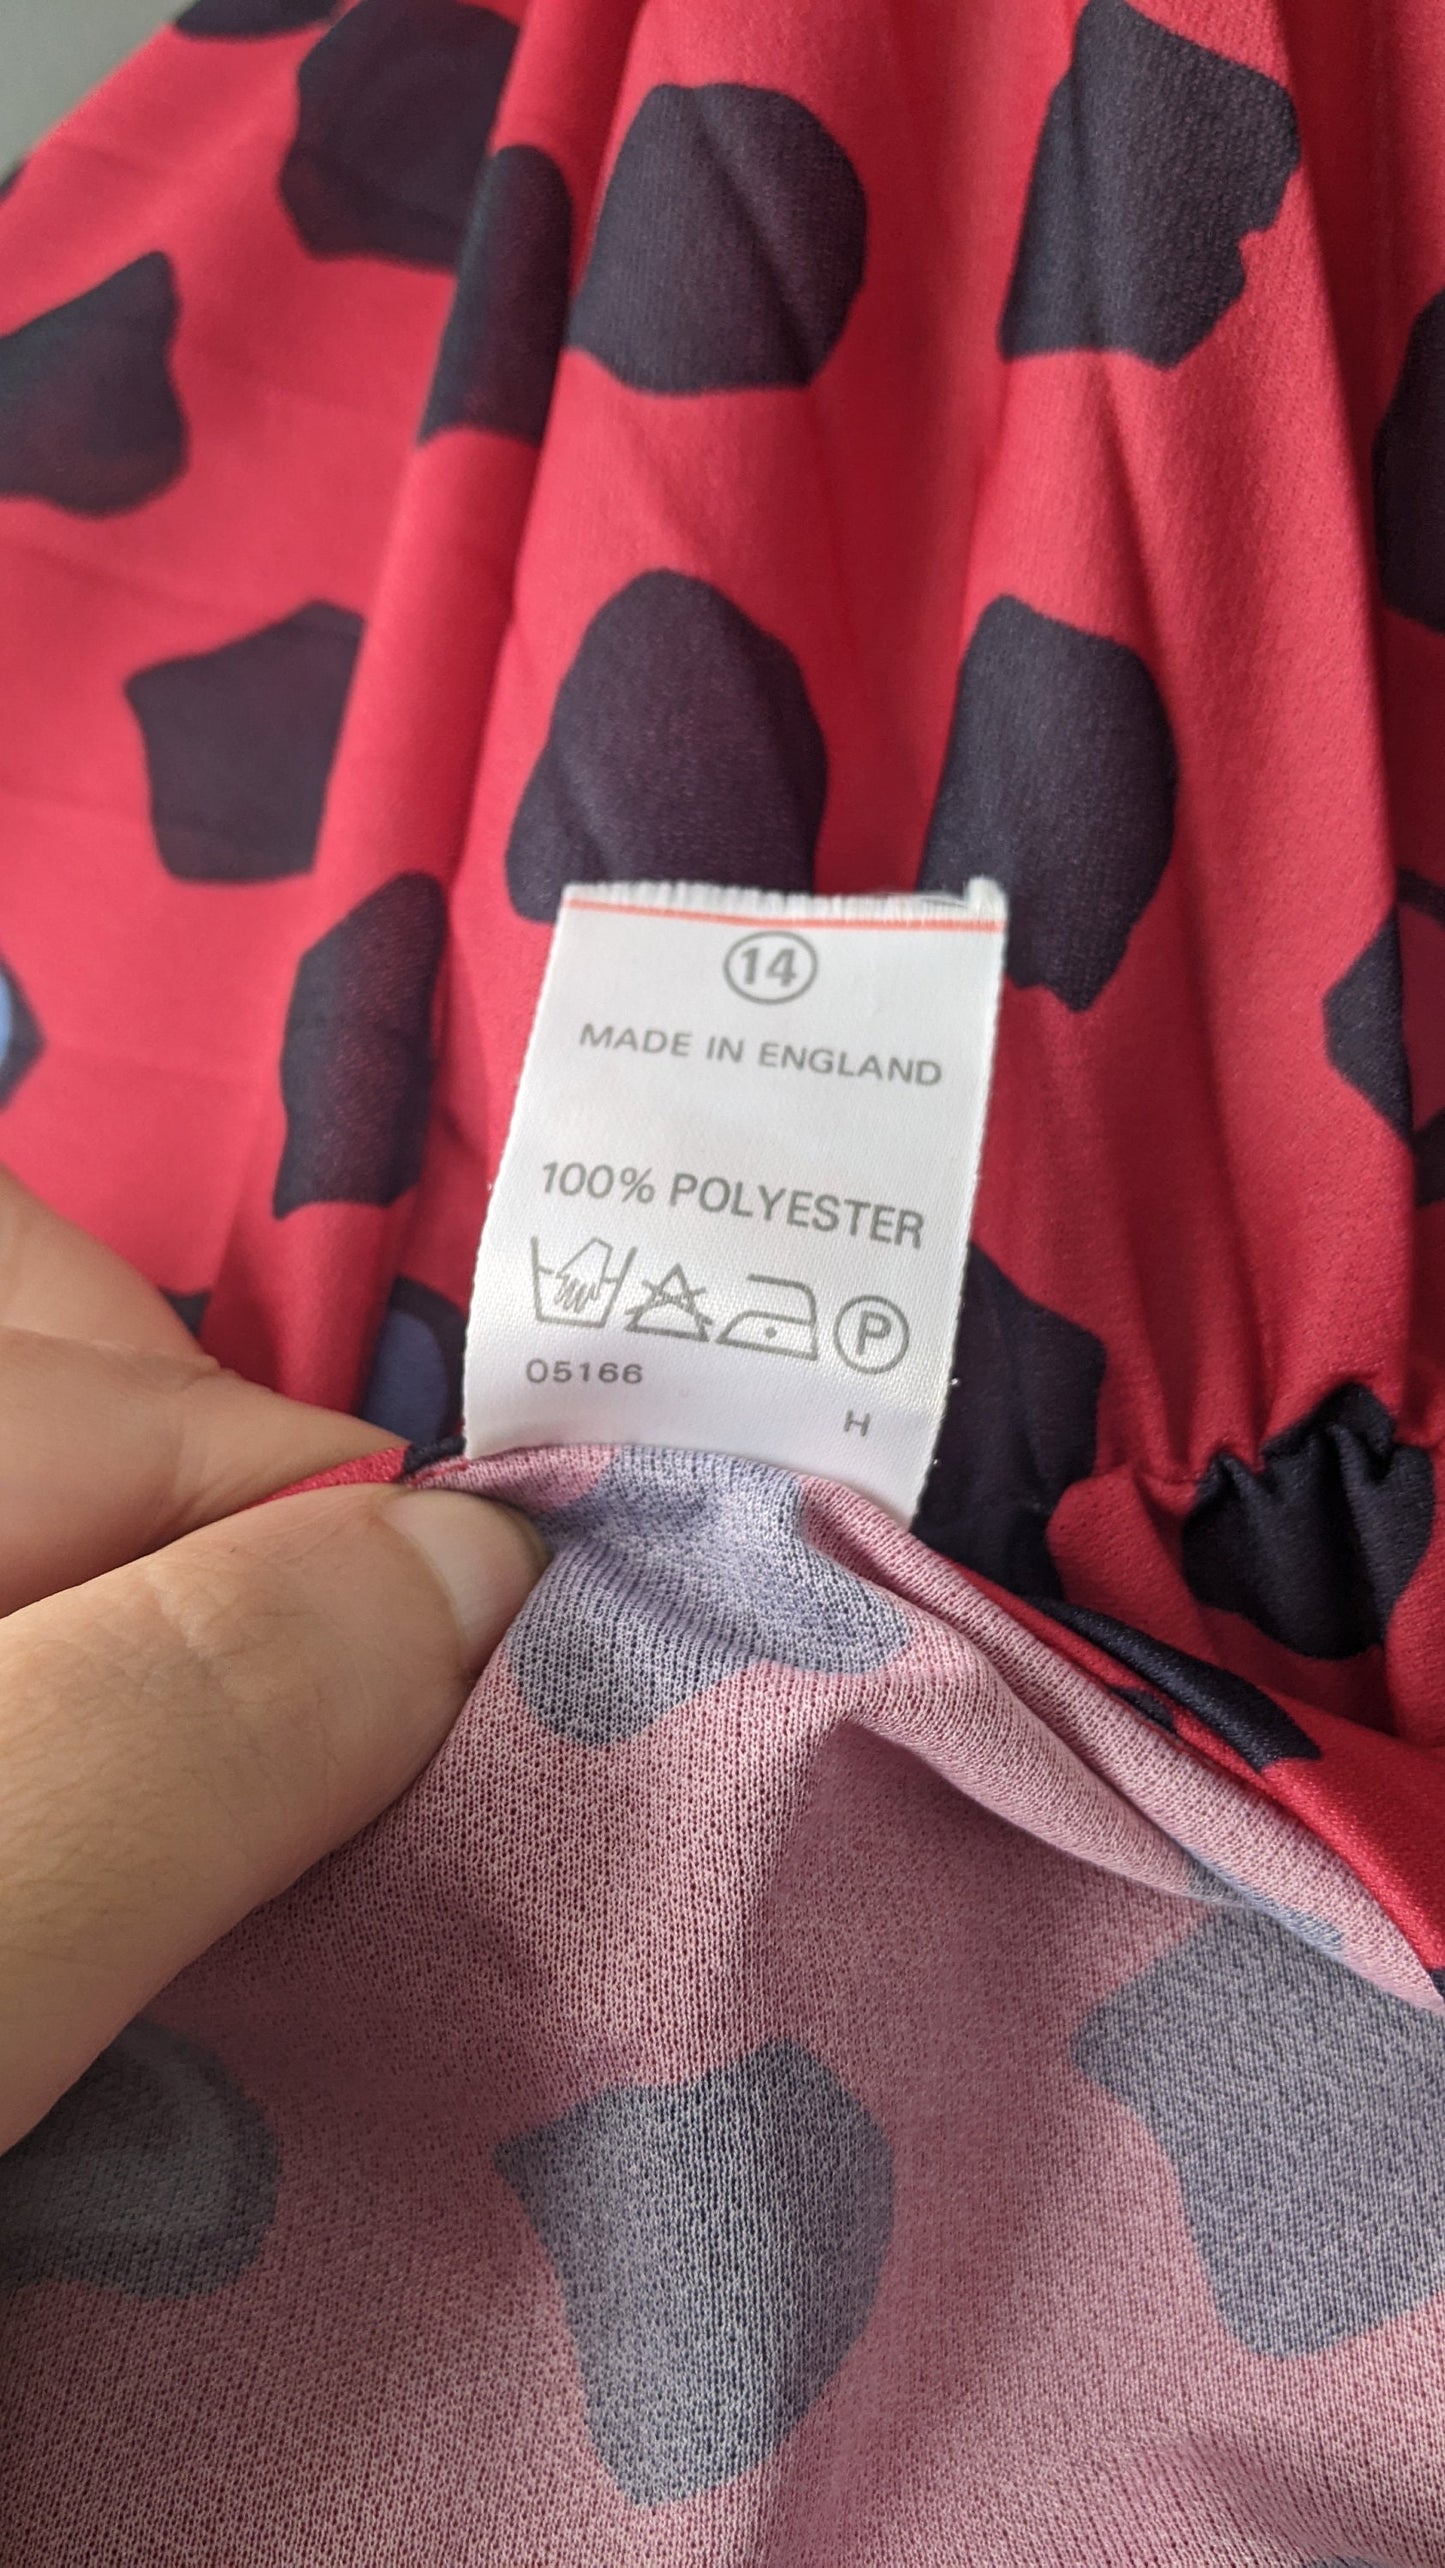 14
MADE IN ENGLAND
100% POLYESTER
P
05166
H